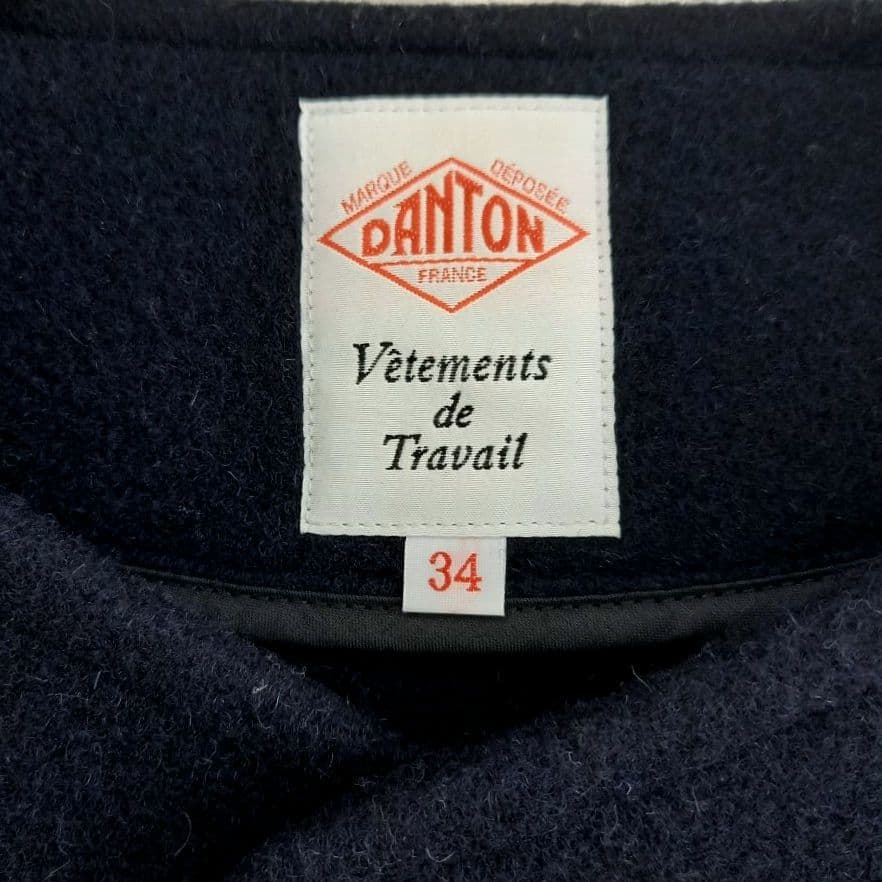 MARQUE DÉPOSÉE
DANTON
FRANCE
Vêtements
de
Travail
34